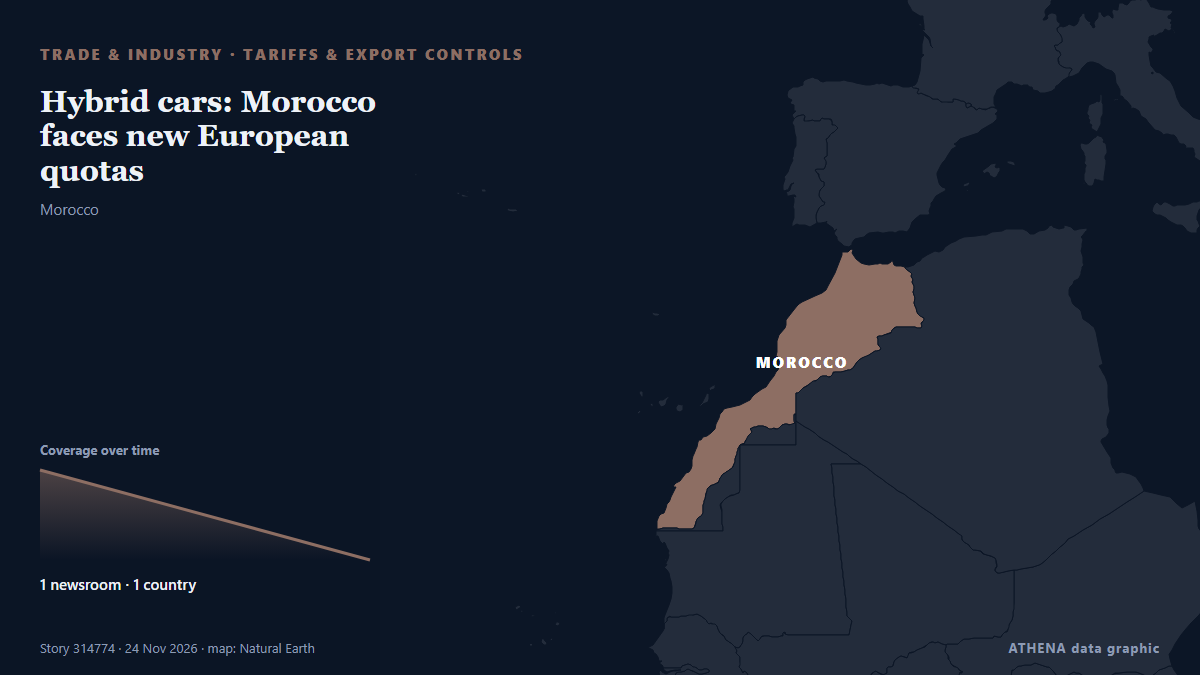 TRADE & INDUSTRY · TARIFFS & EXPORT CONTROLS
Hybrid cars: Morocco
faces new European
quotas
Morocco
MOROCCO
Coverage over time
1 newsroom · 1 country
Story 314774 · 24 Nov 2026 · map: Natural Earth
ATHENA data graphic